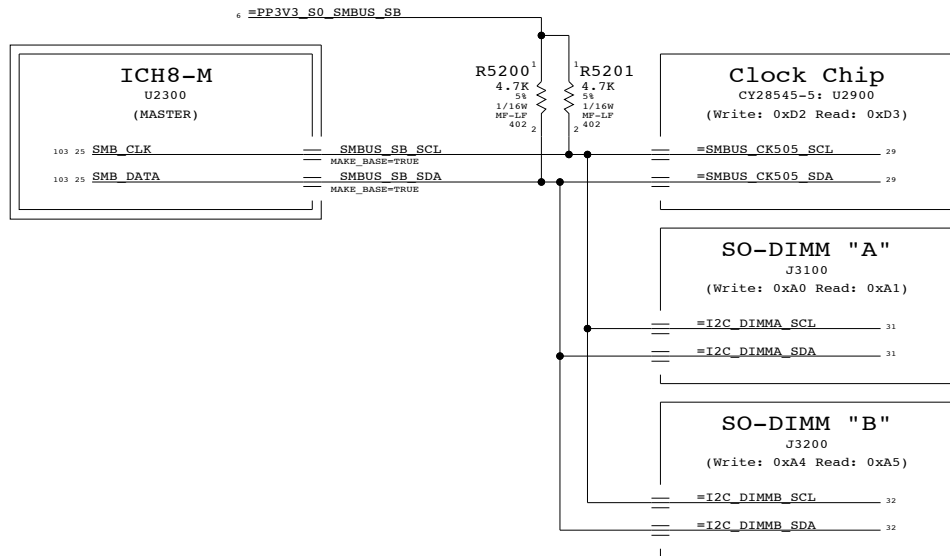 6 =PP3V3_S0_SMBUS_SB
ICH8-M
U2300
(MASTER)
103 25 SMB_CLK
103 25 SMB_DATA
SMBUS_SB_SCL
MAKE_BASE=TRUE
SMBUS_SB_SDA
MAKE_BASE=TRUE
R5200
4.7K
5%
1/16W
MF-LF
402
1
2
R5201
4.7K
5%
1/16W
MF-LF
402
1
2
Clock Chip
CY28545-5: U2900
(Write: 0xD2 Read: 0xD3)
=SMBUS_CK505_SCL 29
=SMBUS_CK505_SDA 29
SO-DIMM "A"
J3100
(Write: 0xA0 Read: 0xA1)
=I2C_DIMMA_SCL 31
=I2C_DIMMA_SDA 31
SO-DIMM "B"
J3200
(Write: 0xA4 Read: 0xA5)
=I2C_DIMMB_SCL 32
=I2C_DIMMB_SDA 32